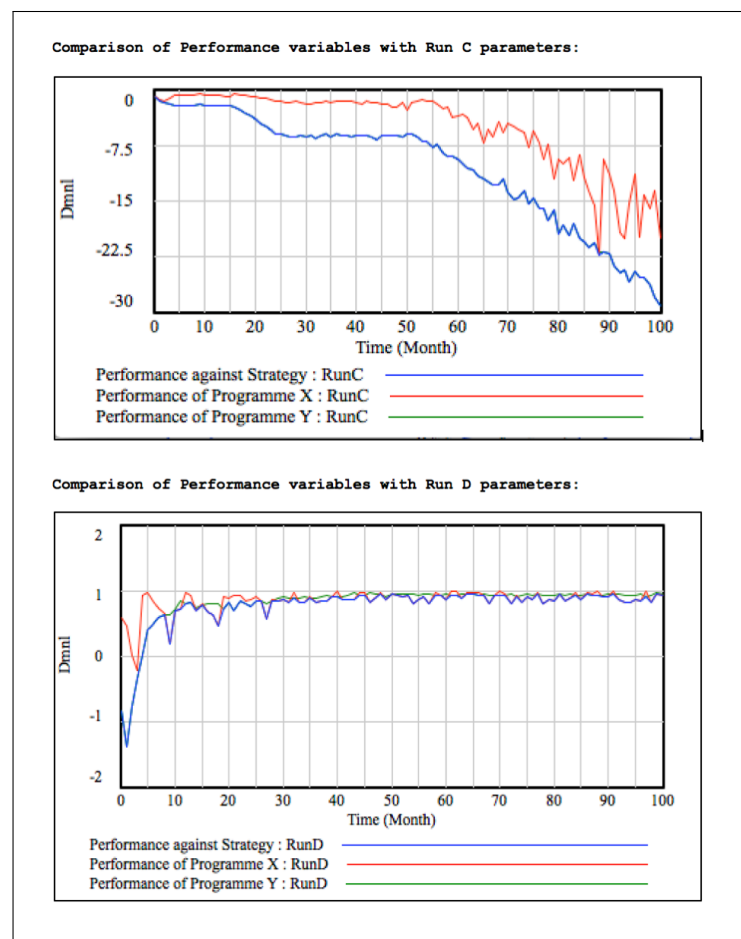 Comparison of Performance variables with Run C parameters:
0
-7.5
-15
-22.5
-30
Dmnl
0 10 20 30 40 50 60 70 80 90 100
Time (Month)
Performance against Strategy : RunC
Performance of Programme X : RunC
Performance of Programme Y : RunC
Comparison of Performance variables with Run D parameters:
2
1
0
-1
-2
Dmnl
0 10 20 30 40 50 60 70 80 90 100
Time (Month)
Performance against Strategy : RunD
Performance of Programme X : RunD
Performance of Programme Y : RunD